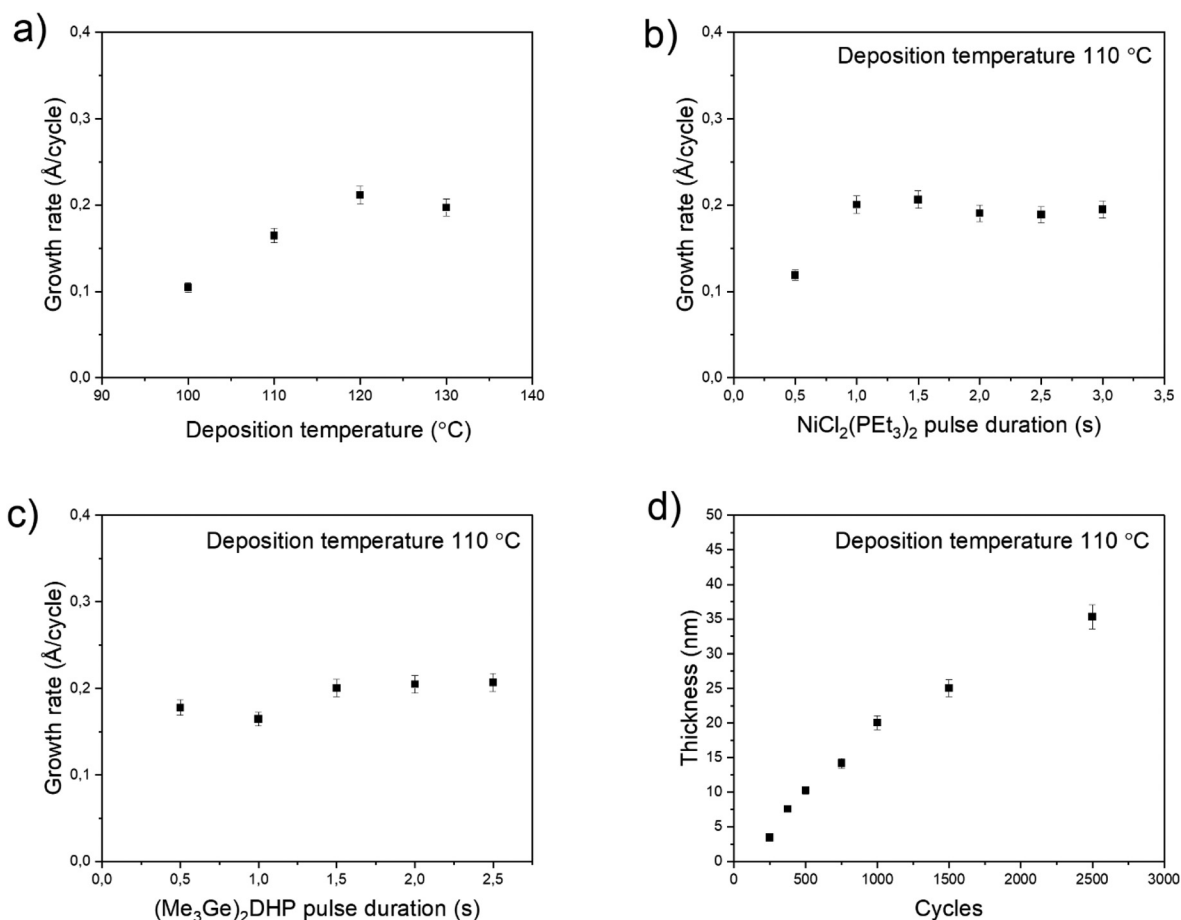 a)
0,4
0,3
0,2
0,1
0,0
Growth rate (Å/cycle)
90 100 110 120 130 140
Deposition temperature (°C)
b)
Deposition temperature 110 °C
0,4
0,3
0,2
0,1
0,0
Growth rate (Å/cycle)
0,0 0,5 1,0 1,5 2,0 2,5 3,0 3,5
NiCl₂(PEt₃)₂ pulse duration (s)
c)
Deposition temperature 110 °C
0,4
0,3
0,2
0,1
0,0
Growth rate (Å/cycle)
0,0 0,5 1,0 1,5 2,0 2,5
(Me₃Ge)₂DHP pulse duration (s)
d)
Deposition temperature 110 °C
50
45
40
35
30
25
20
15
10
5
0
Thickness (nm)
0 500 1000 1500 2000 2500 3000
Cycles